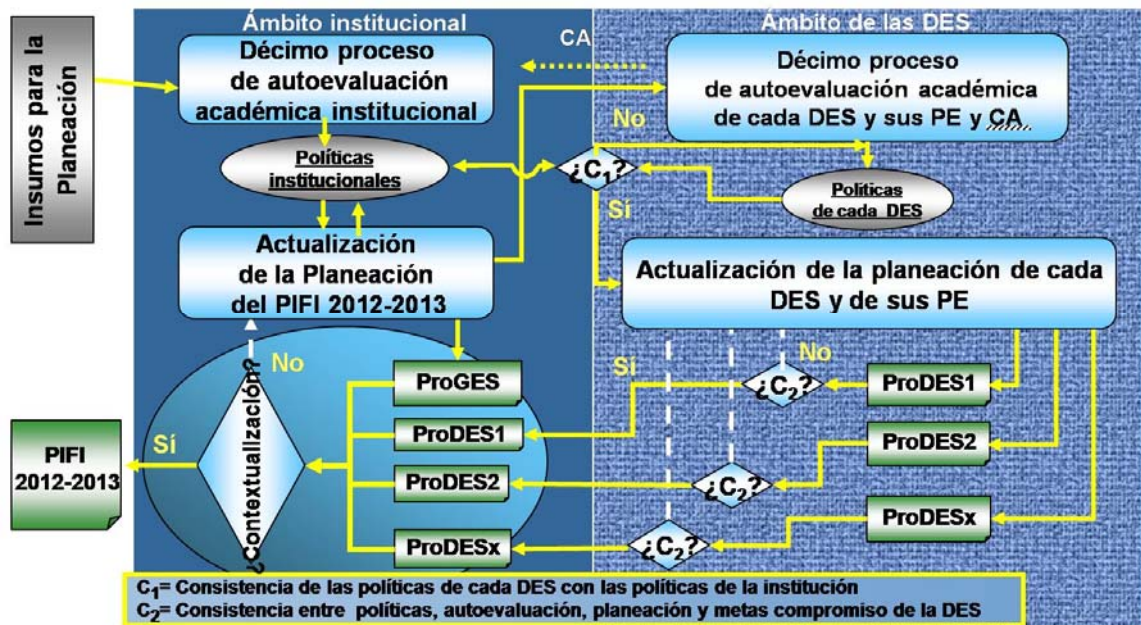 Insumos para la
Planeación
Ámbito institucional
Décimo proceso
de autoevaluación
académica institucional
Políticas
institucionales
Actualización
de la Planeación
del PIFI 2012-2013
CA
Ámbito de las DES
Décimo proceso
de autoevaluación académica
de cada DES y sus PE y CA
No
¿C1?
Sí
Políticas
de cada DES
Actualización de la planeación de cada
DES y de sus PE
No
¿Contextualización?
Sí
PIFI
2012-2013
ProGES
ProDES1
ProDES2
ProDESx
Sí
No
¿C2?
ProDES1
¿C2?
ProDES2
¿C2?
ProDESx
C1= Consistencia de las políticas de cada DES con las políticas de la institución
C2= Consistencia entre políticas, autoevaluación, planeación y metas compromiso de la DES